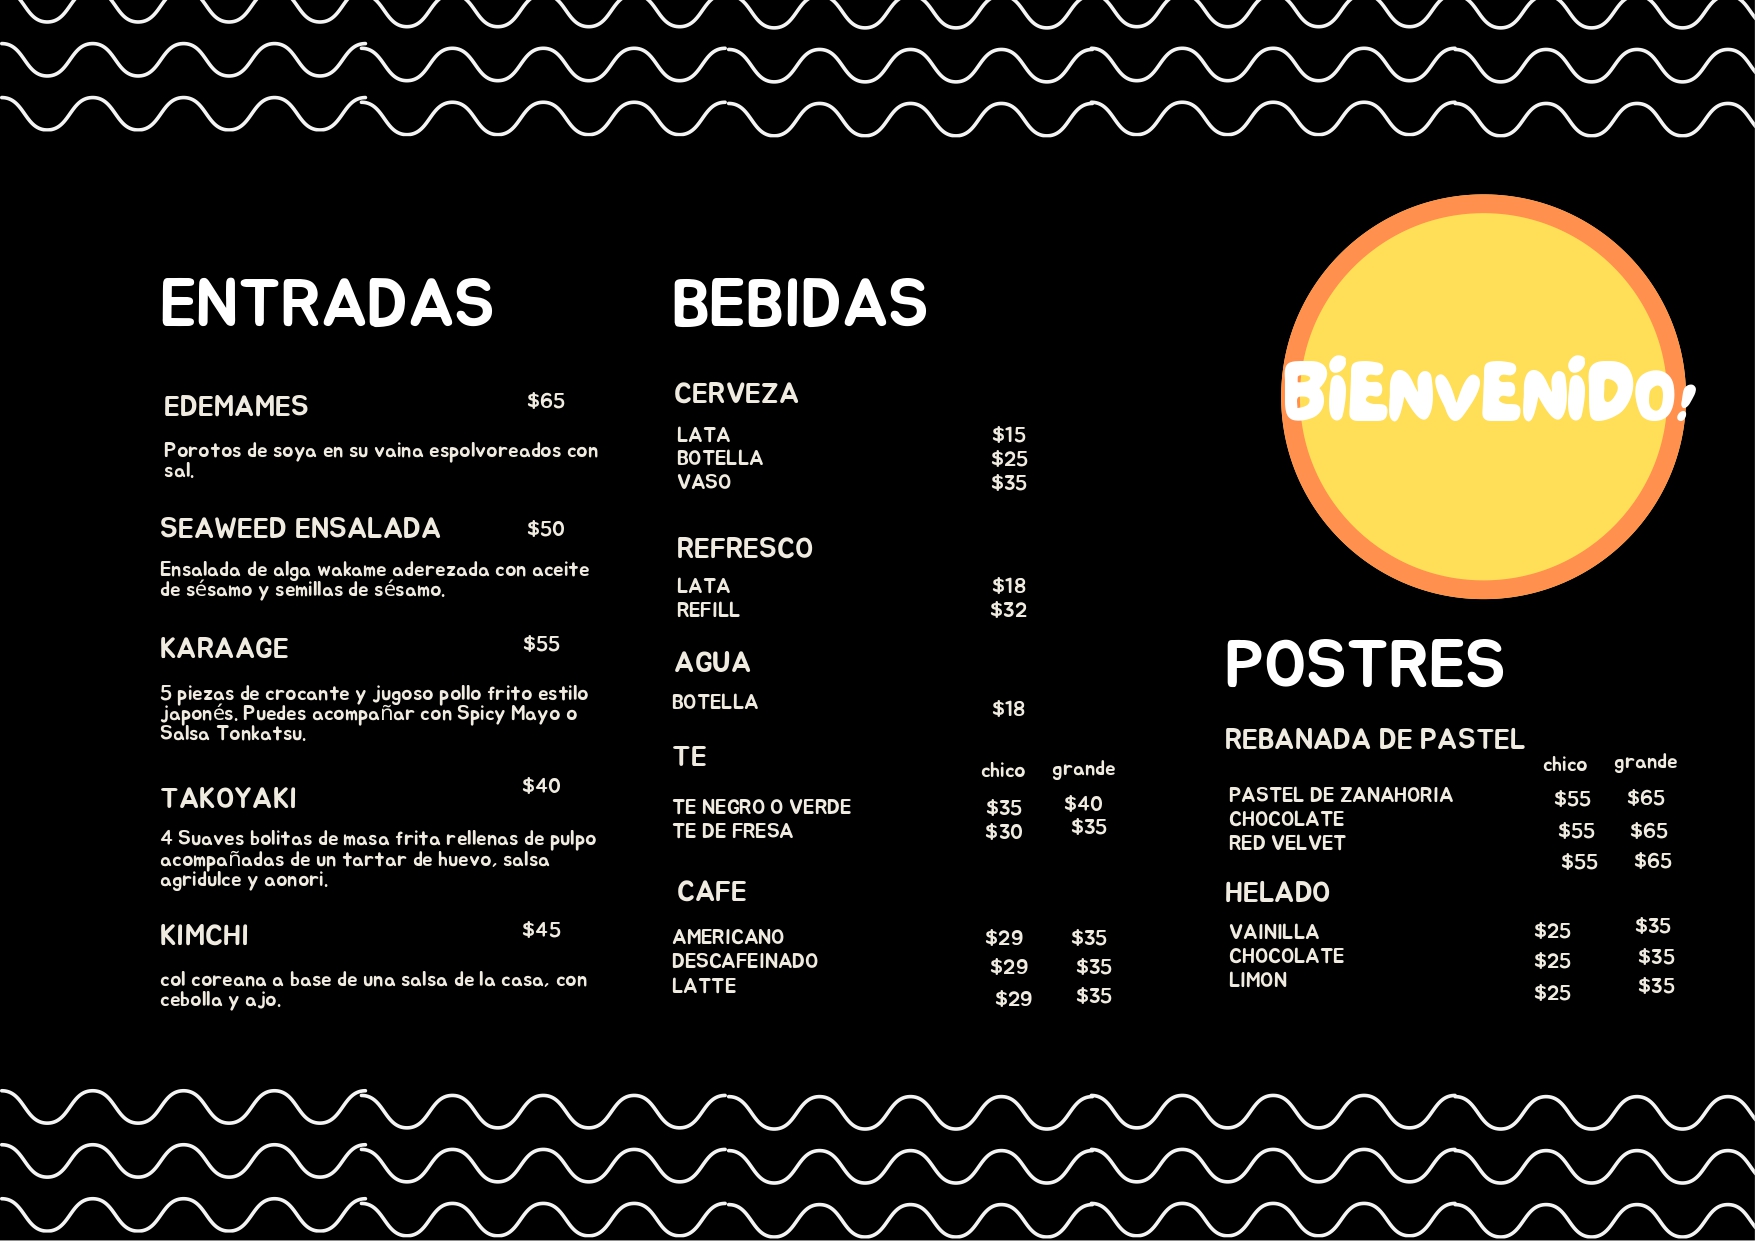 ENTRADAS
EDEMAMES $65
Porotos de soya en su vaina espolvoreados con
sal.
SEAWEED ENSALADA $50
Ensalada de alga wakame aderezada con aceite
de sésamo y semillas de sésamo.
KARAAGE $55
5 piezas de crocante y jugoso pollo frito estilo
japonés. Puedes acompañar con Spicy Mayo o
Salsa Tonkatsu.
TAKOYAKI $40
4 Suaves bolitas de masa frita rellenas de pulpo
acompañadas de un tartar de huevo, salsa
agridulce y aonori.
KIMCHI $45
col coreana a base de una salsa de la casa, con
cebolla y ajo.
BEBIDAS
CERVEZA
LATA $15
BOTELLA $25
VASO $35
REFRESCO
LATA $18
REFILL $32
AGUA
BOTELLA $18
TE chico grande
TE NEGRO O VERDE $35 $40
TE DE FRESA $30 $35
CAFE
AMERICANO $29 $35
DESCAFEINADO $29 $35
LATTE $29 $35
BiENVENiDO!
POSTRES
REBANADA DE PASTEL
chico grande
PASTEL DE ZANAHORIA $55 $65
CHOCOLATE $55 $65
RED VELVET $55 $65
HELADO
VAINILLA $25 $35
CHOCOLATE $25 $35
LIMON $25 $35